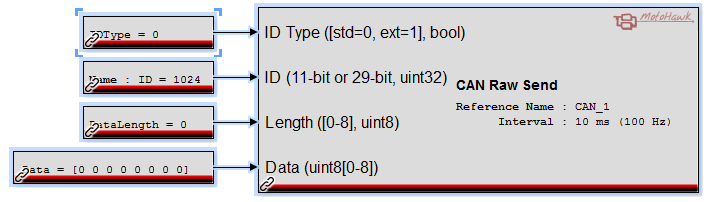 IDType = 0
Name : ID = 1024
DataLength = 0
Data = [0 0 0 0 0 0 0 0]
MotoHawk
ID Type ([std=0, ext=1], bool)
ID (11-bit or 29-bit, uint32)
Length ([0-8], uint8)
Data (uint8[0-8])
CAN Raw Send
Reference Name : CAN_1
Interval : 10 ms (100 Hz)